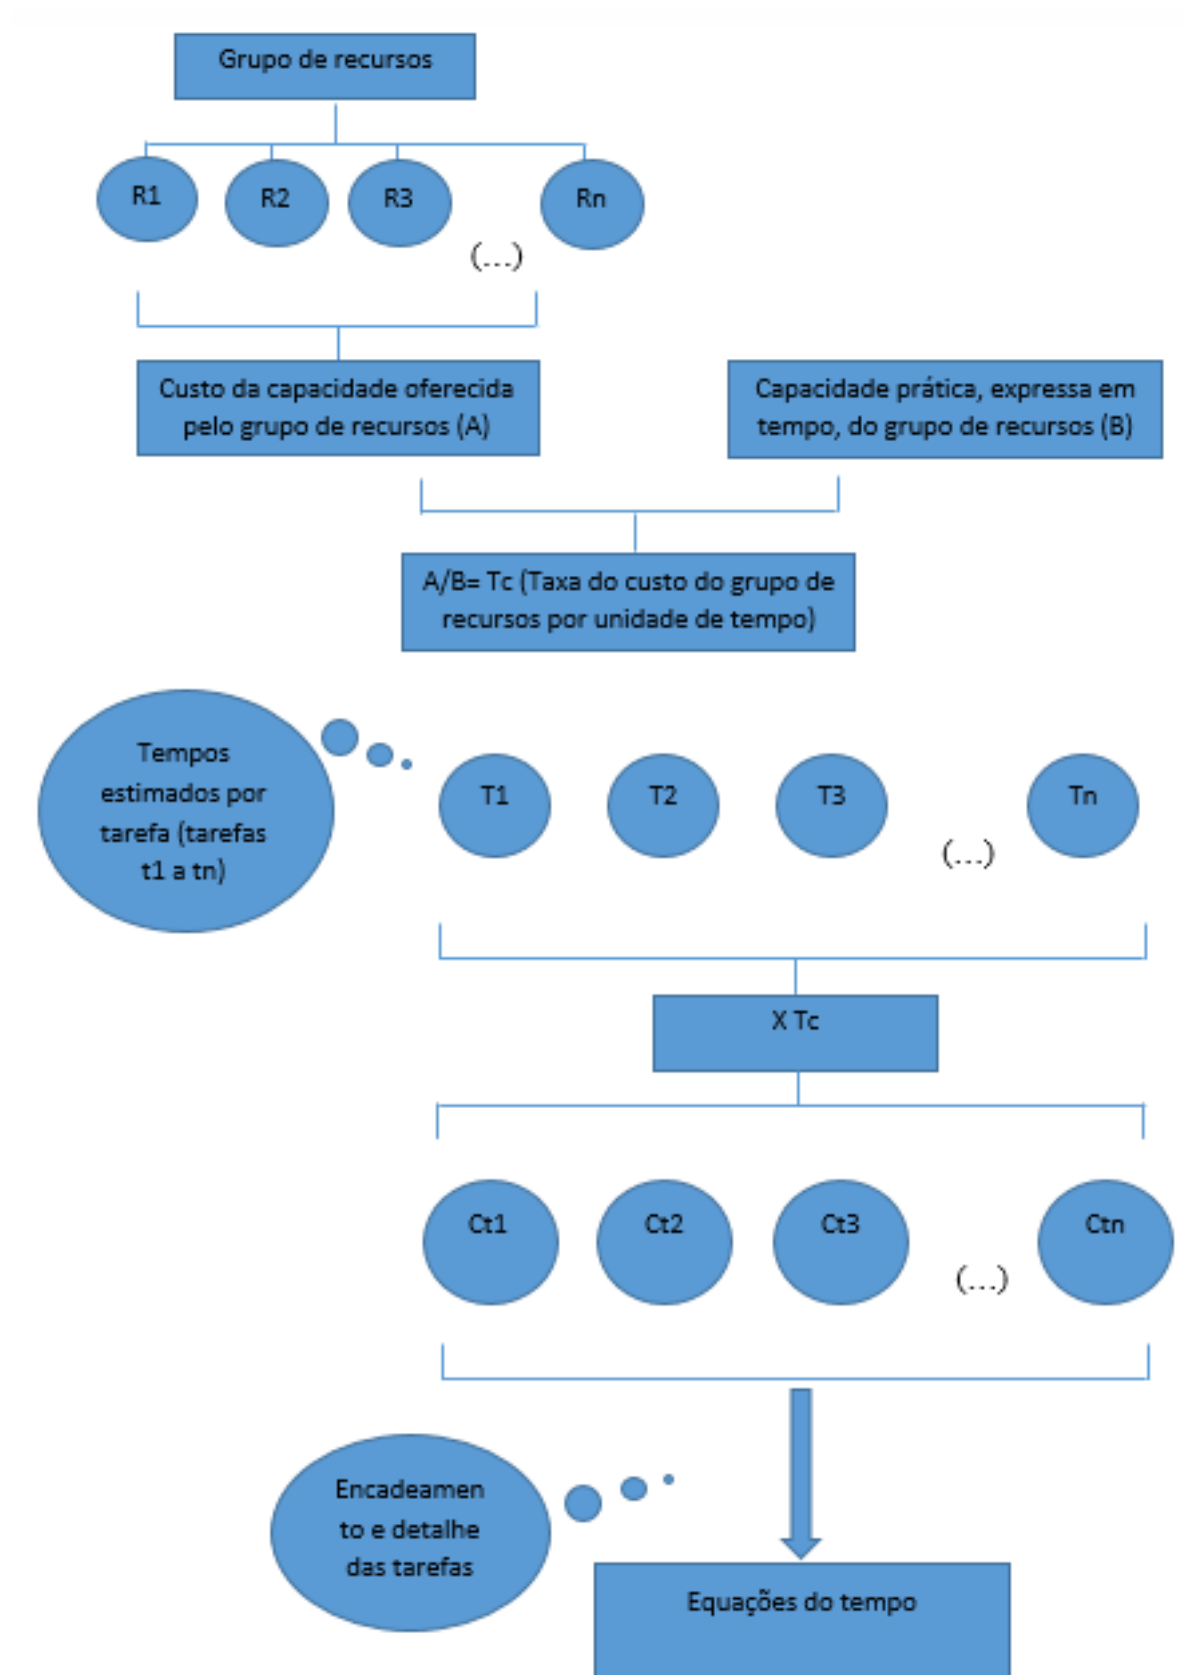 Grupo de recursos
R1
R2
R3
Rn
(...)
Custo da capacidade oferecida
pelo grupo de recursos (A)
Capacidade prática, expressa em
tempo, do grupo de recursos (B)
A/B= Tc (Taxa do custo do grupo de
recursos por unidade de tempo)
Tempos
estimados por
tarefa (tarefas
t1 a tn)
T1
T2
T3
(...)
Tn
X Tc
Ct1
Ct2
Ct3
(...)
Ctn
Encadeamen
to e detalhe
das tarefas
Equações do tempo